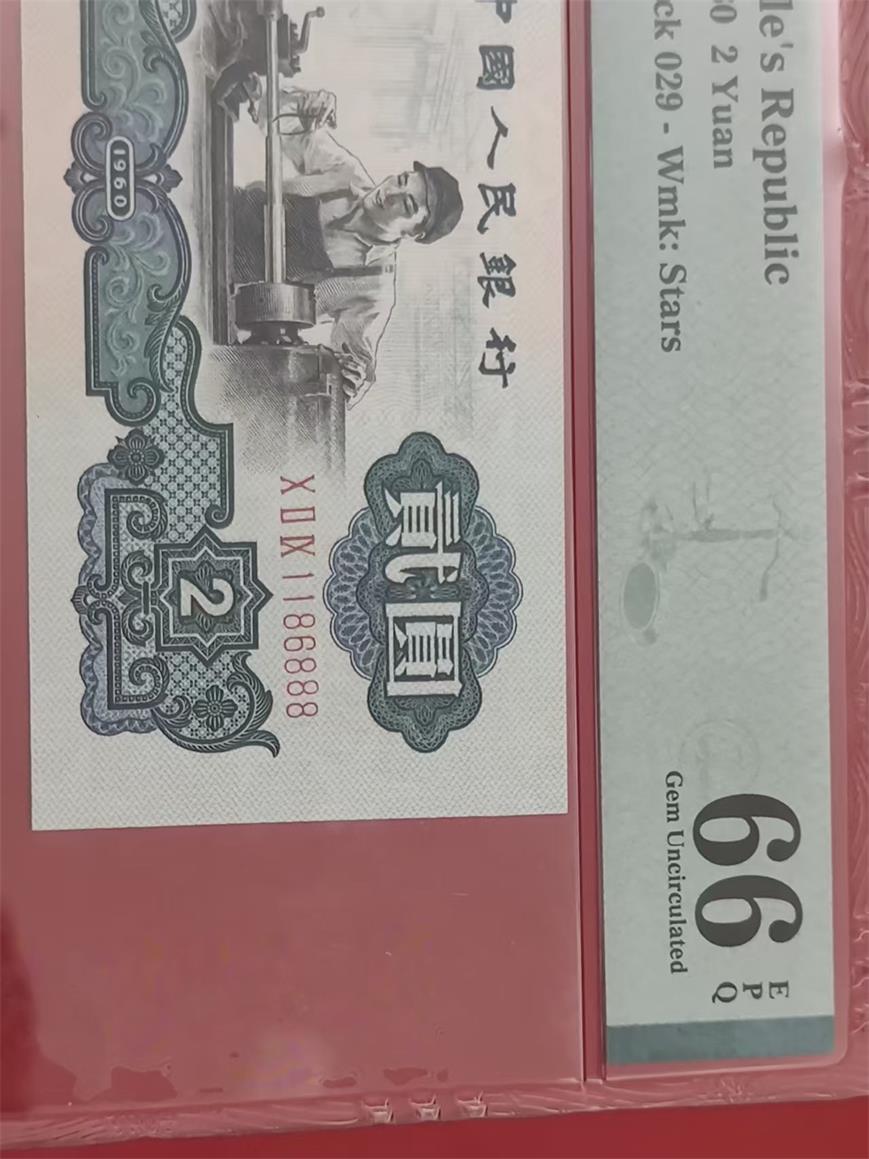 le's Republic
0 2 Yuan
ck 029 - Wmk: Stars
66
EPQ
Gem Uncirculated
中國人民銀行
貳圓
ⅩⅡⅨ 1186888
2
1960